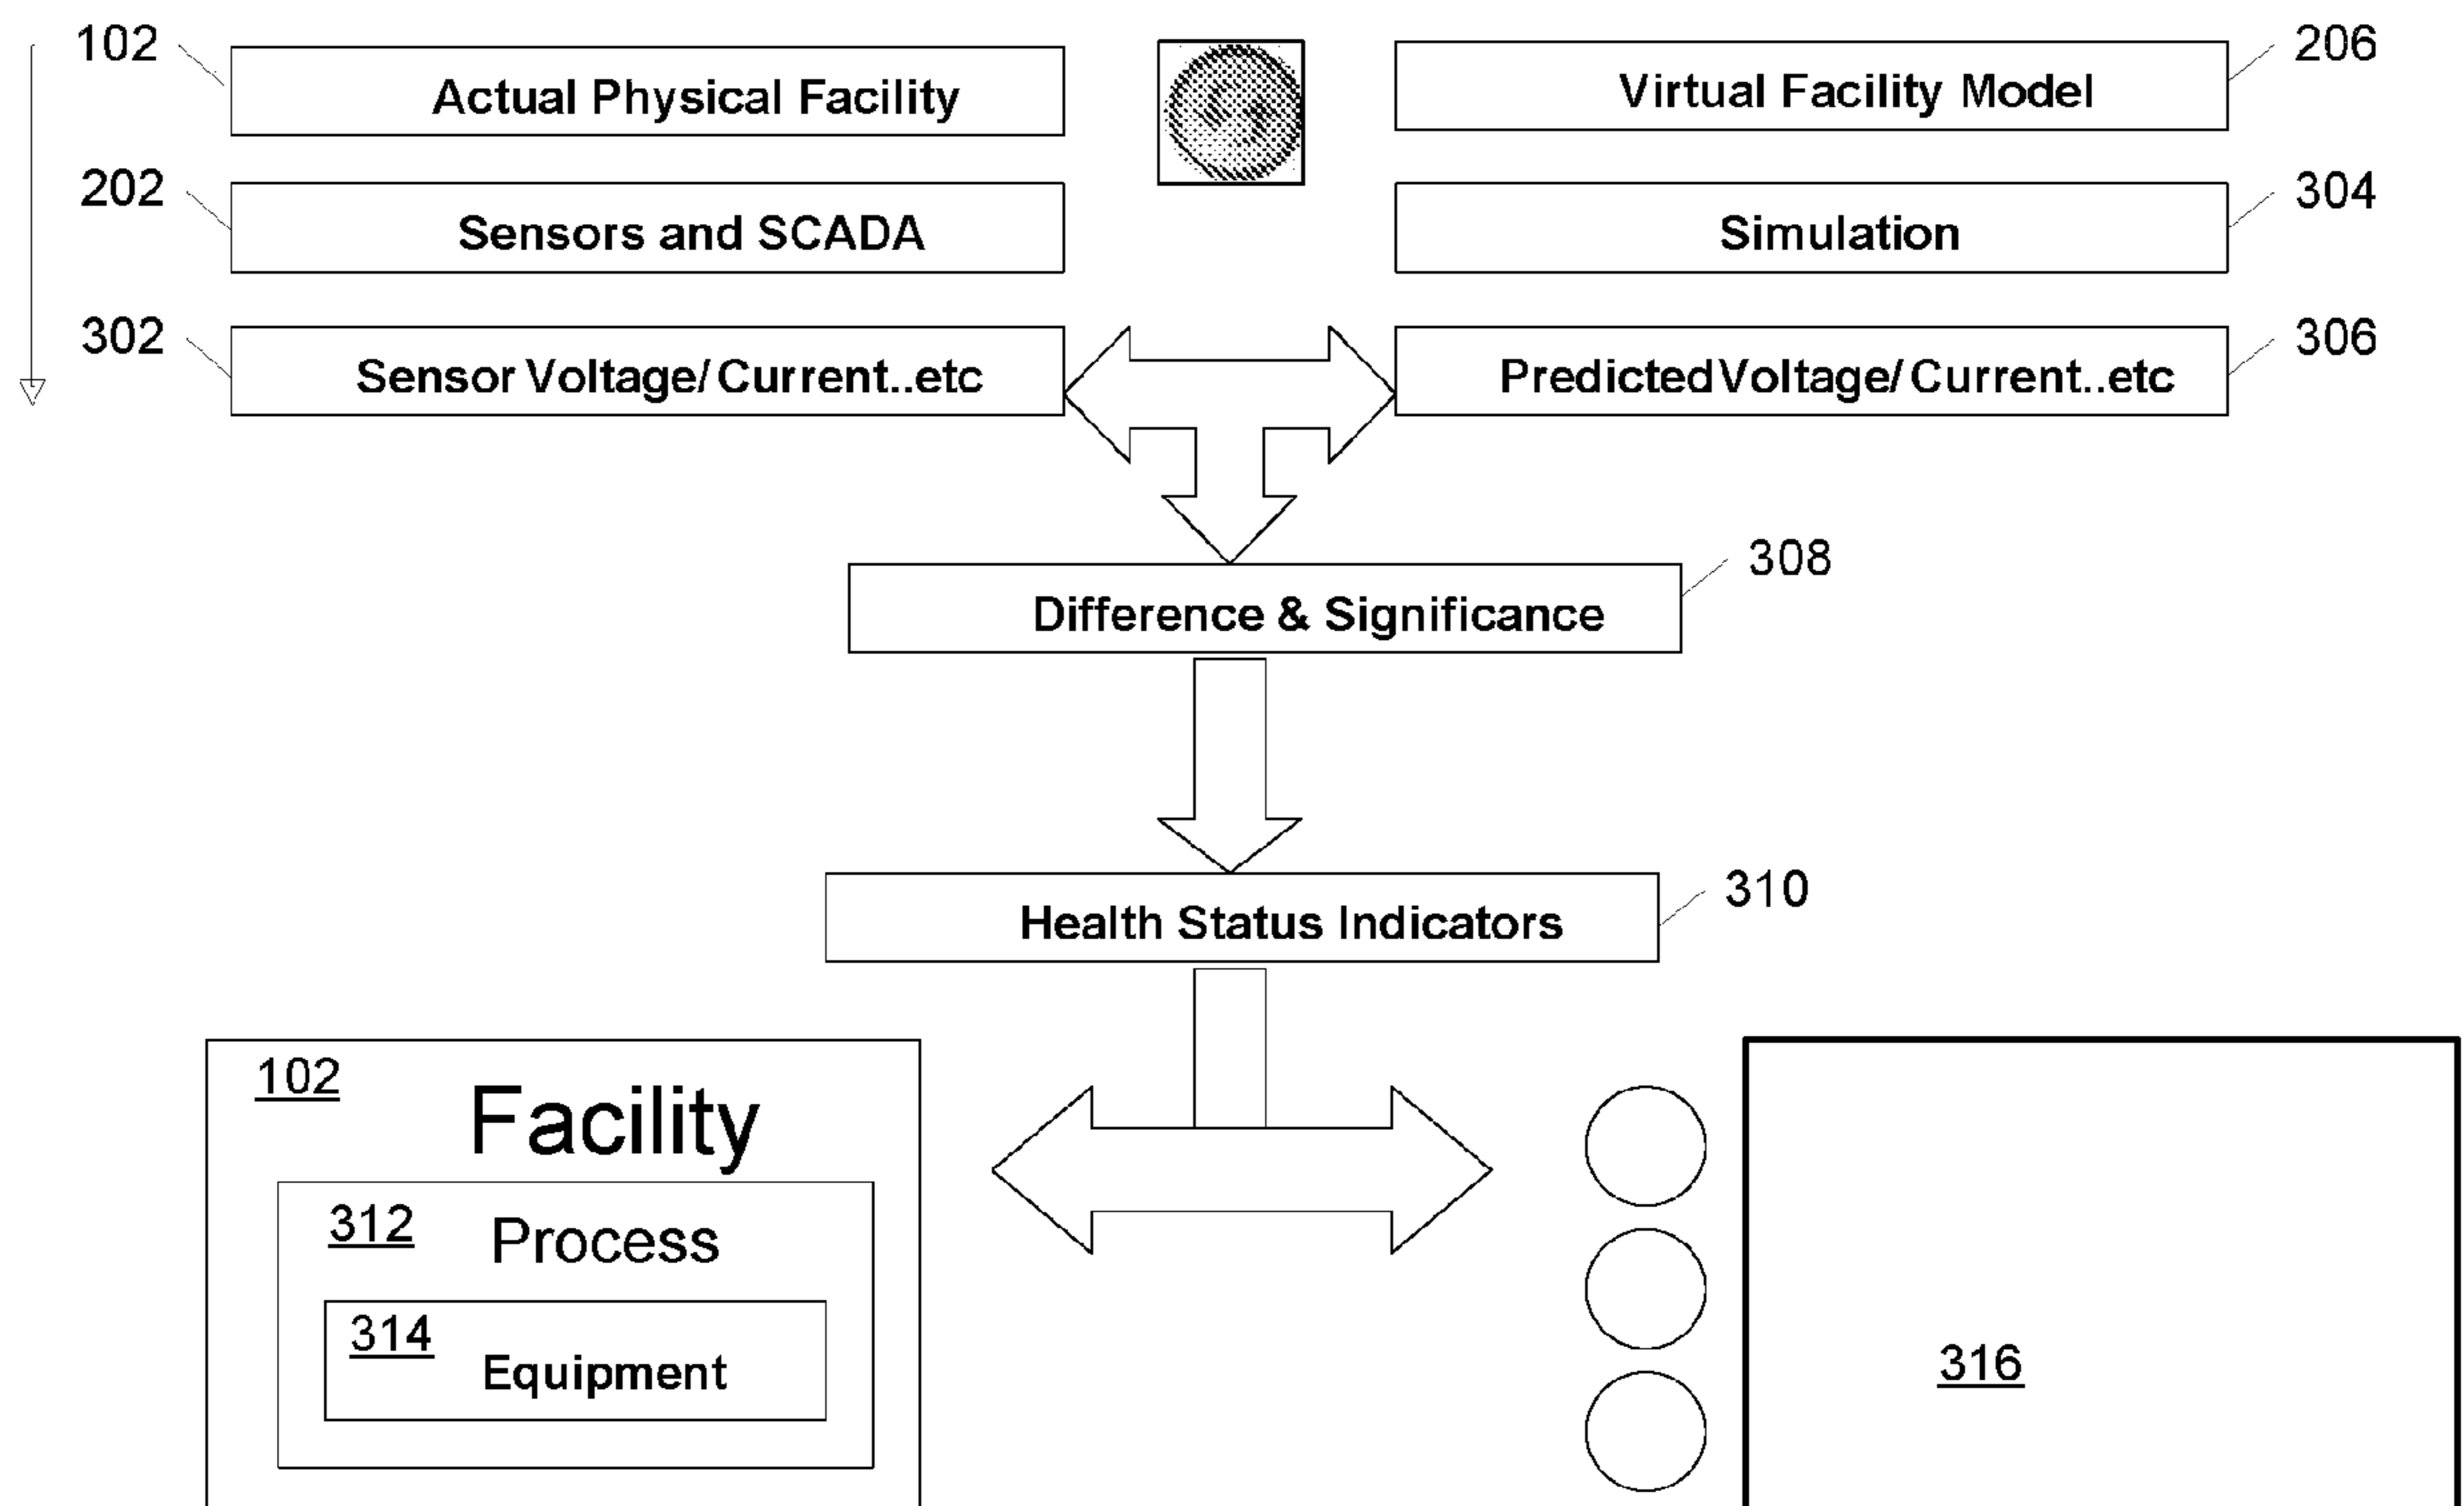 102
Actual Physical Facility
Virtual Facility Model
206
202
Sensors and SCADA
Simulation
304
302
Sensor Voltage/ Current..etc
Predicted Voltage/ Current..etc
306
308
Difference & Significance
310
Health Status Indicators
102
Facility
312
Process
314
Equipment
316